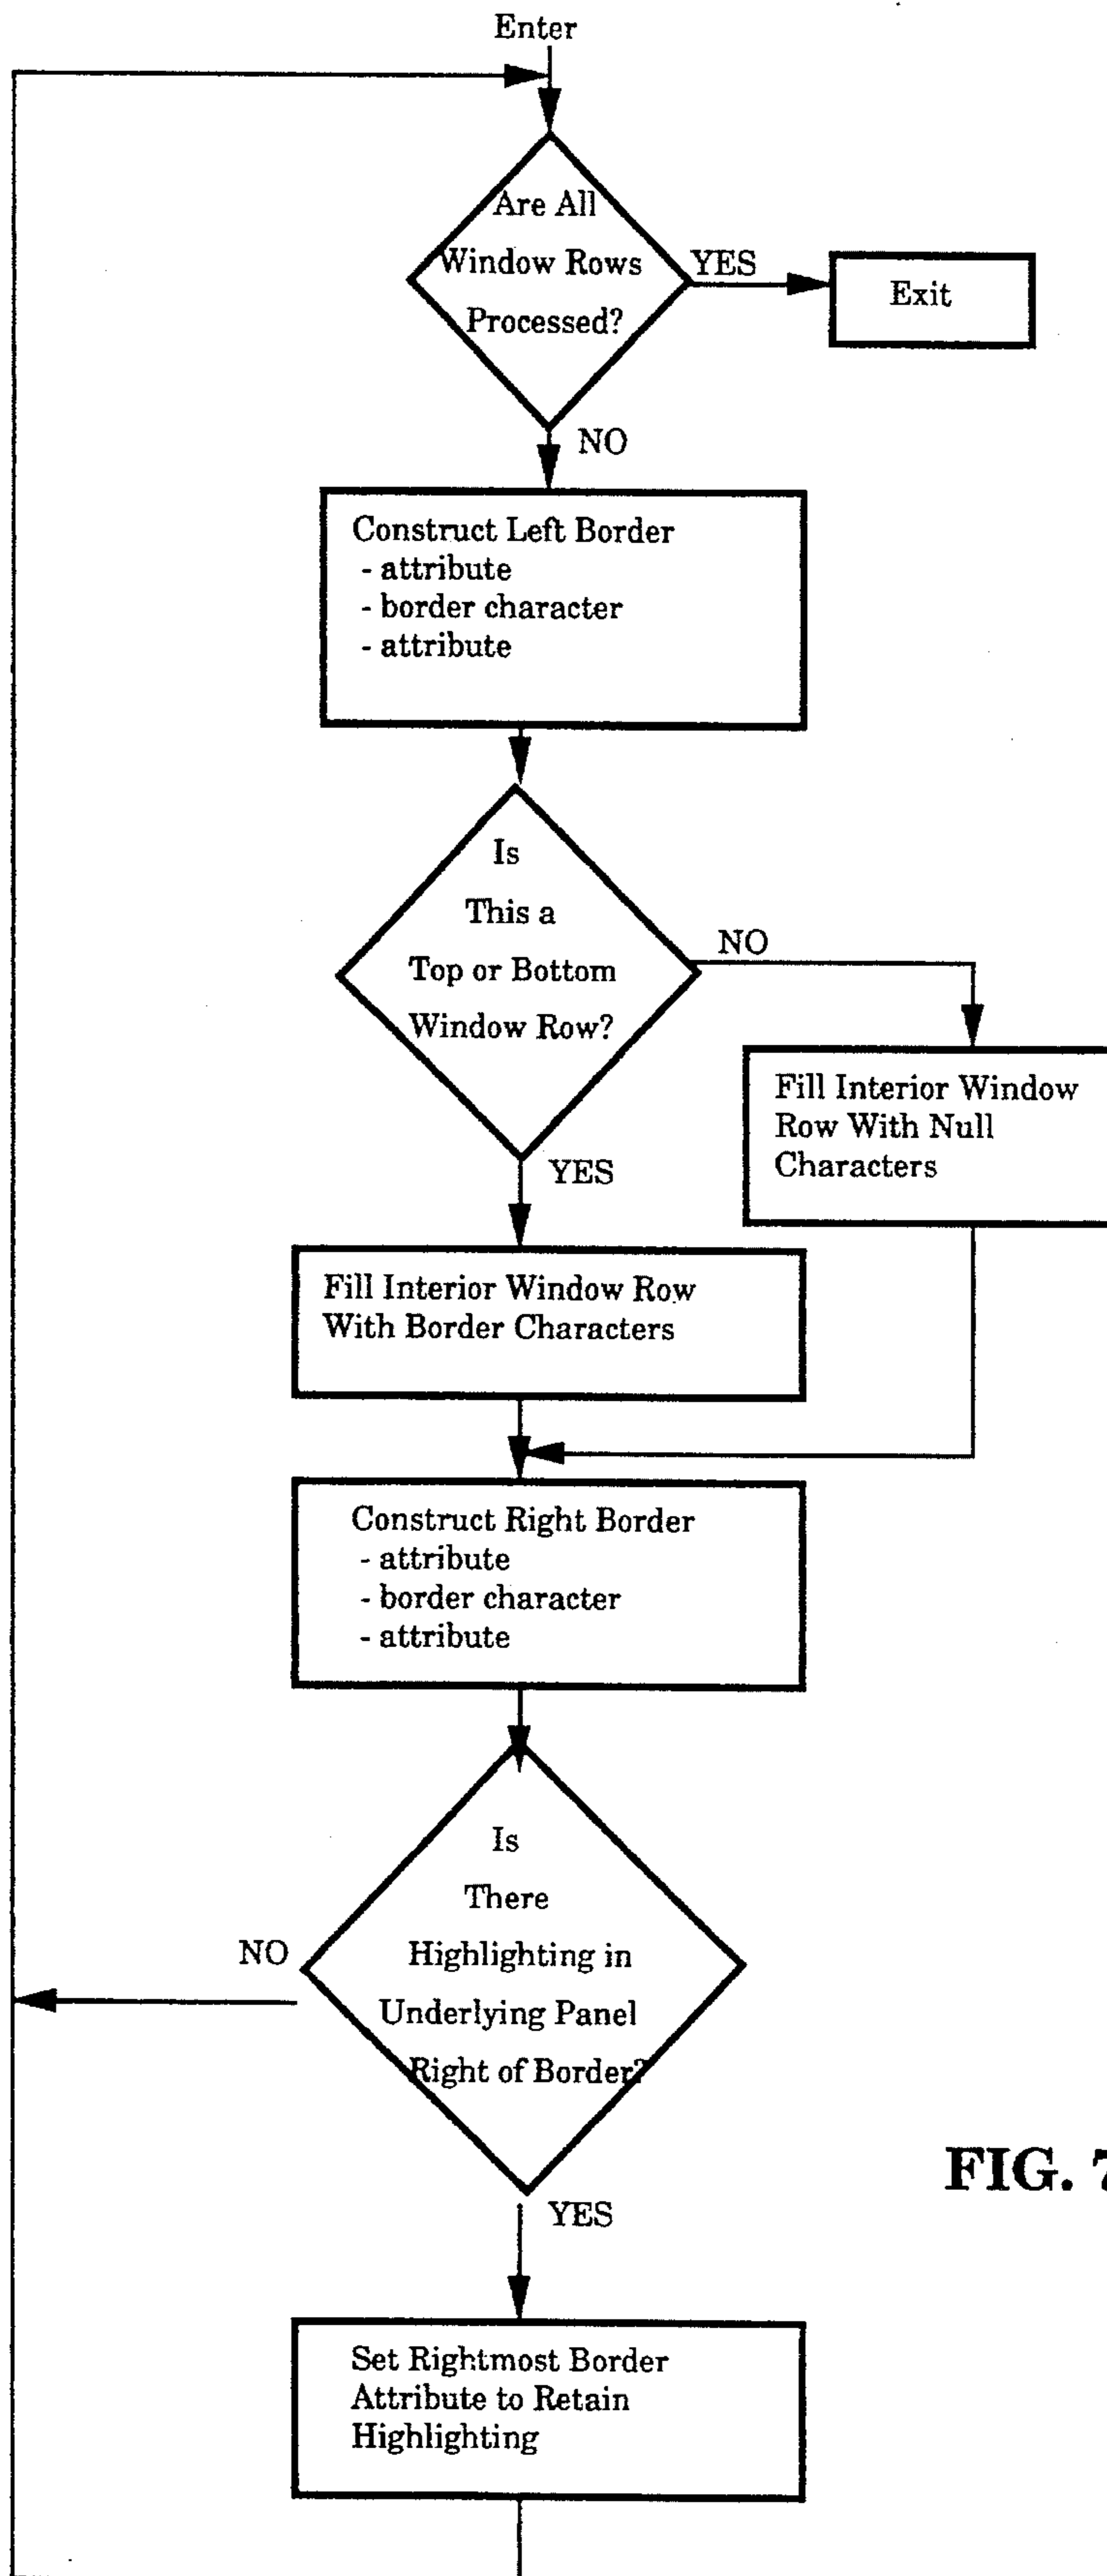 Enter
Are All
Window Rows
Processed?
YES
Exit
NO
Construct Left Border
- attribute
- border character
- attribute
Is
This a
Top or Bottom
Window Row?
NO
Fill Interior Window
Row With Null
Characters
YES
Fill Interior Window Row
With Border Characters
Construct Right Border
- attribute
- border character
- attribute
Is
There
Highlighting in
Underlying Panel
Right of Border?
NO
FIG. 7
YES
Set Rightmost Border
Attribute to Retain
Highlighting